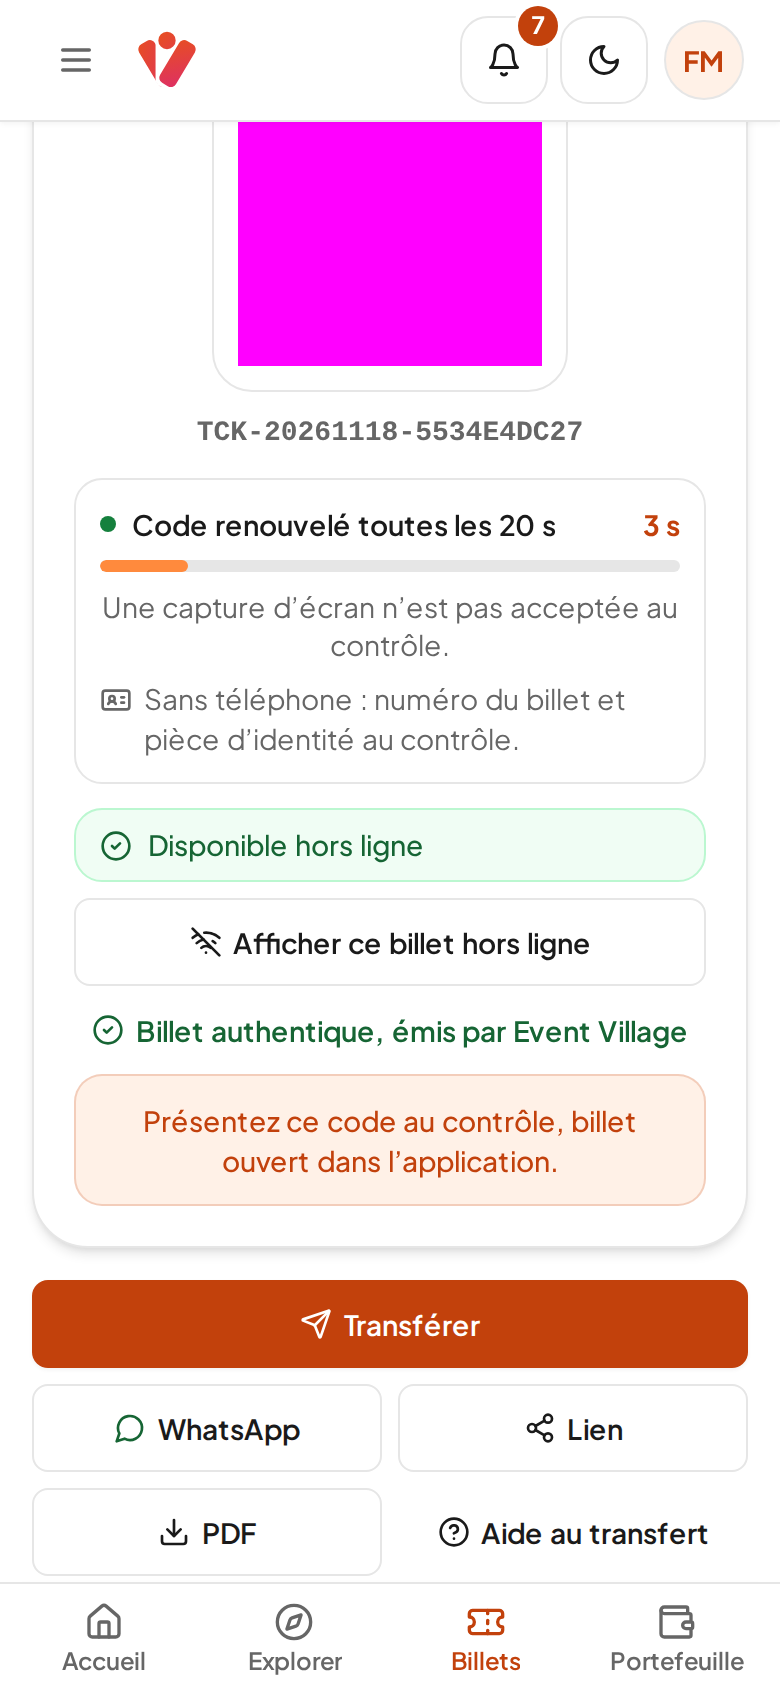 7
FM
TCK-20261118-5534E4DC27
Code renouvelé toutes les 20 s
3 s
Une capture d’écran n’est pas acceptée au
contrôle.
Sans téléphone : numéro du billet et
pièce d’identité au contrôle.
Disponible hors ligne
Afficher ce billet hors ligne
Billet authentique, émis par Event Village
Présentez ce code au contrôle, billet
ouvert dans l’application.
Transférer
WhatsApp
Lien
PDF
Aide au transfert
Accueil
Explorer
Billets
Portefeuille